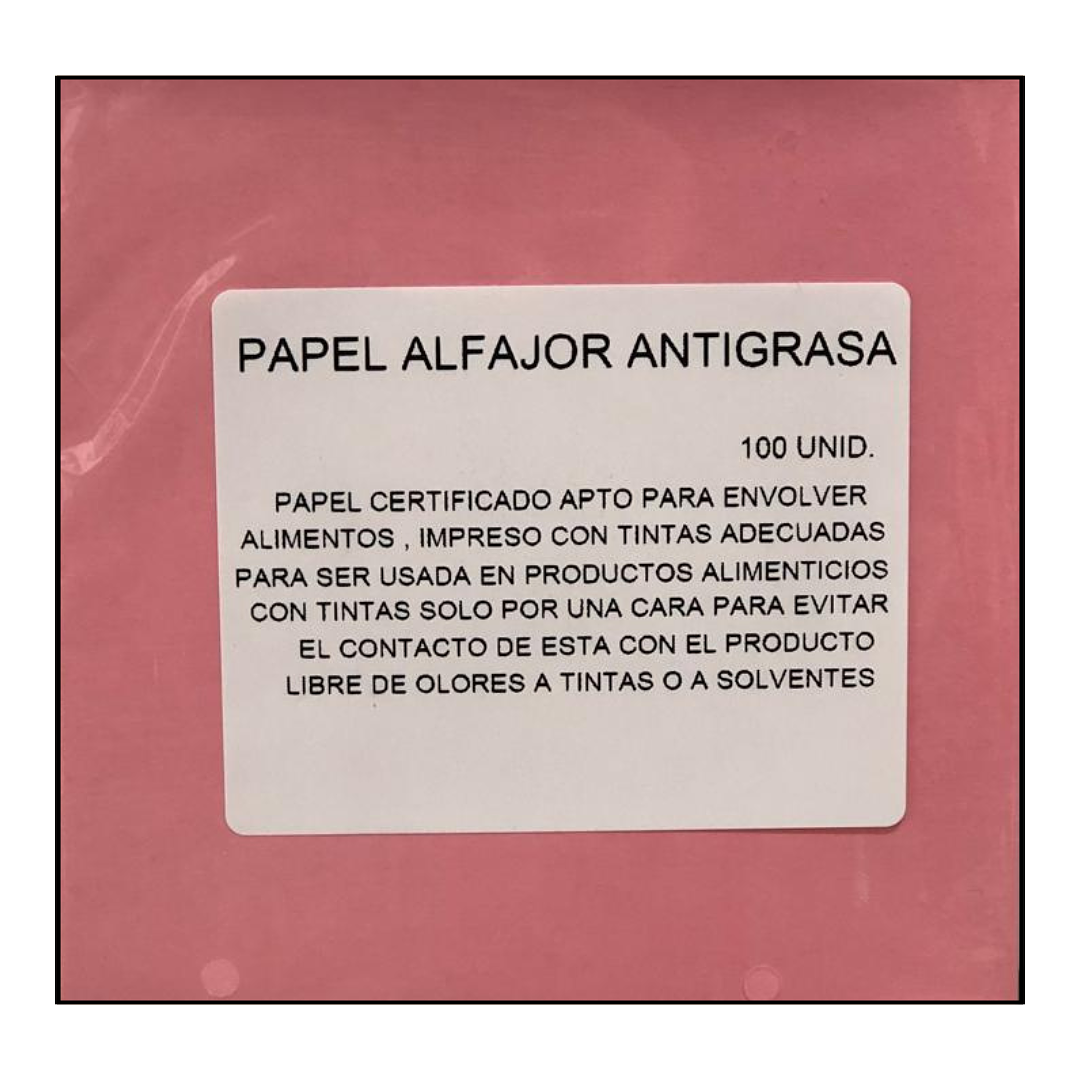 PAPEL ALFAJOR ANTIGRASA
100 UNID.
PAPEL CERTIFICADO APTO PARA ENVOLVER
ALIMENTOS , IMPRESO CON TINTAS ADECUADAS
PARA SER USADA EN PRODUCTOS ALIMENTICIOS
CON TINTAS SOLO POR UNA CARA PARA EVITAR
EL CONTACTO DE ESTA CON EL PRODUCTO
LIBRE DE OLORES A TINTAS O A SOLVENTES